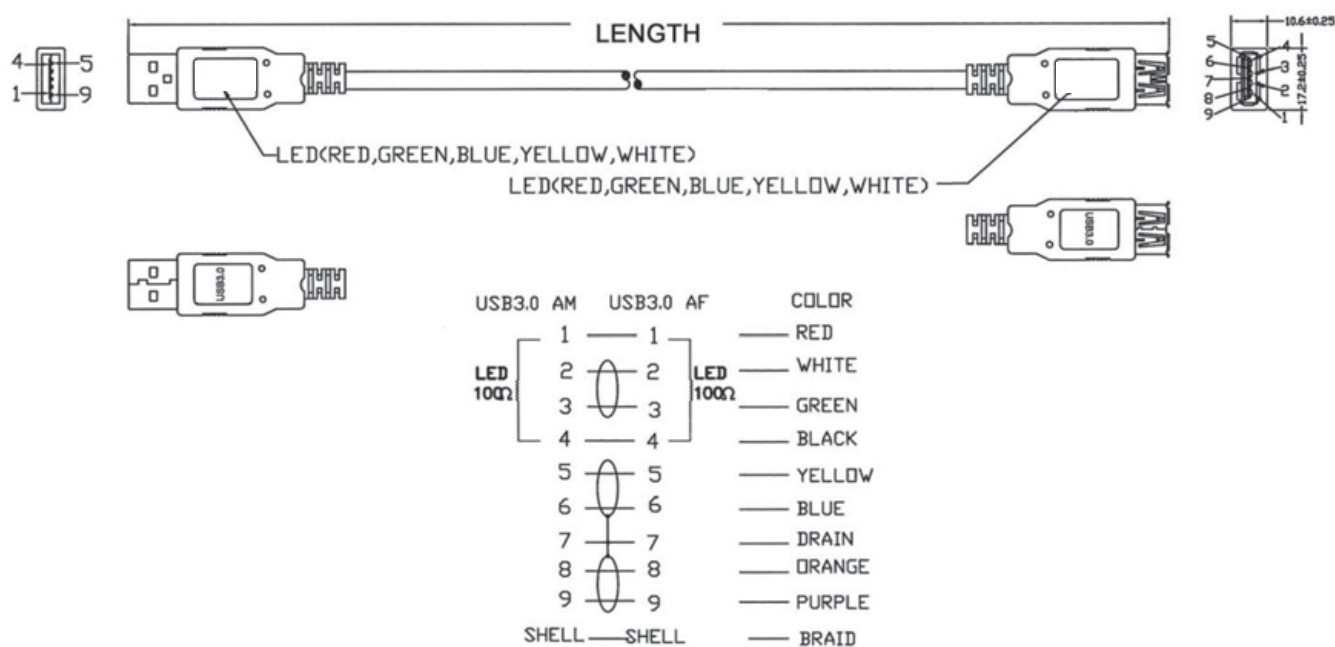 LENGTH
10.6±0.25
17.2±0.25
4 5
1 9
5 4
6 3
7
8 2
9 1
LED(RED,GREEN,BLUE,YELLOW,WHITE)
LED(RED,GREEN,BLUE,YELLOW,WHITE)
USB3.0
USB3.0
USB3.0 AM USB3.0 AF COLOR
1 1 RED
LED 100Ω 2 2 LED 100Ω WHITE
3 3 GREEN
4 4 BLACK
5 5 YELLOW
6 6 BLUE
7 7 DRAIN
8 8 ORANGE
9 9 PURPLE
SHELL SHELL BRAID